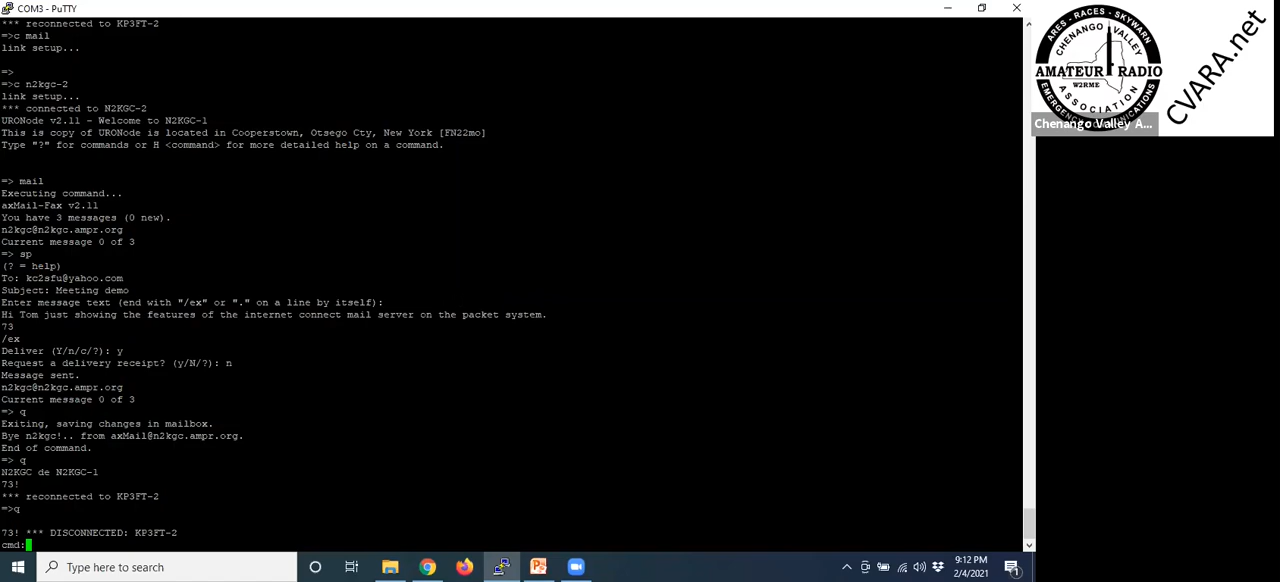 COM3 - PuTTY
*** reconnected to KP3FT-2
=>c mail
link setup...
=>
=>c n2kgc-2
link setup...
*** connected to N2KGC-2
URONode v2.11 - Welcome to N2KGC-1
This is copy of URONode is located in Cooperstown, Otsego Cty, New York [FN22mo]
Type "?" for commands or H <command> for more detailed help on a command.
=> mail
Executing command...
axMail-Fax v2.11
You have 3 messages (0 new).
n2kgc@n2kgc.ampr.org
Current message 0 of 3
=> sp
(? = help)
To: kc2sfu@yahoo.com
Subject: Meeting demo
Enter message text (end with "/ex" or "." on a line by itself):
Hi Tom just showing the features of the internet connect mail server on the packet system.
73
/ex
Deliver (Y/n/c/?): y
Request a delivery receipt? (y/N/?): n
Message sent.
n2kgc@n2kgc.ampr.org
Current message 0 of 3
=> q
Exiting, saving changes in mailbox.
Bye n2kgc!.. from axMail@n2kgc.ampr.org.
End of command.
=> q
N2KGC de N2KGC-1
73!
*** reconnected to KP3FT-2
=>q
73! *** DISCONNECTED: KP3FT-2
cmd:
ARES - RACES - SKYWARN
CHENANGO VALLEY
AMATEUR RADIO
W2RME
ASSOCIATION
EMERGENCY COMMUNICATIONS
CVARA.net
Chenango Valley A...
Type here to search
9:12 PM
2/4/2021
1